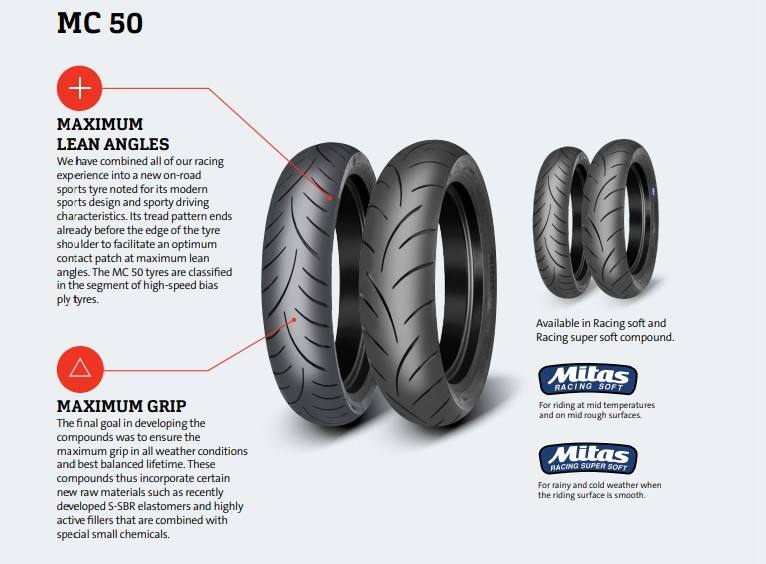 MC 50
MAXIMUM
LEAN ANGLES
We have combined all of our racing
experience into a new on-road
sports tyre noted for its modern
sports design and sporty driving
characteristics. Its tread pattern ends
already before the edge of the tyre
shoulder to facilitate an optimum
contact patch at maximum lean
angles. The MC 50 tyres are classified
in the segment of high-speed bias
ply tyres.
MAXIMUM GRIP
The final goal in developing the
compounds was to ensure the
maximum grip in all weather conditions
and best balanced lifetime. These
compounds thus incorporate certain
new raw materials such as recently
developed S-SBR elastomers and highly
active fillers that are combined with
special small chemicals.
Available in Racing soft and
Racing super soft compound.
Mitas
RACING SOFT
For riding at mid temperatures
and on mid rough surfaces.
Mitas
RACING SUPER SOFT
For rainy and cold weather when
the riding surface is smooth.